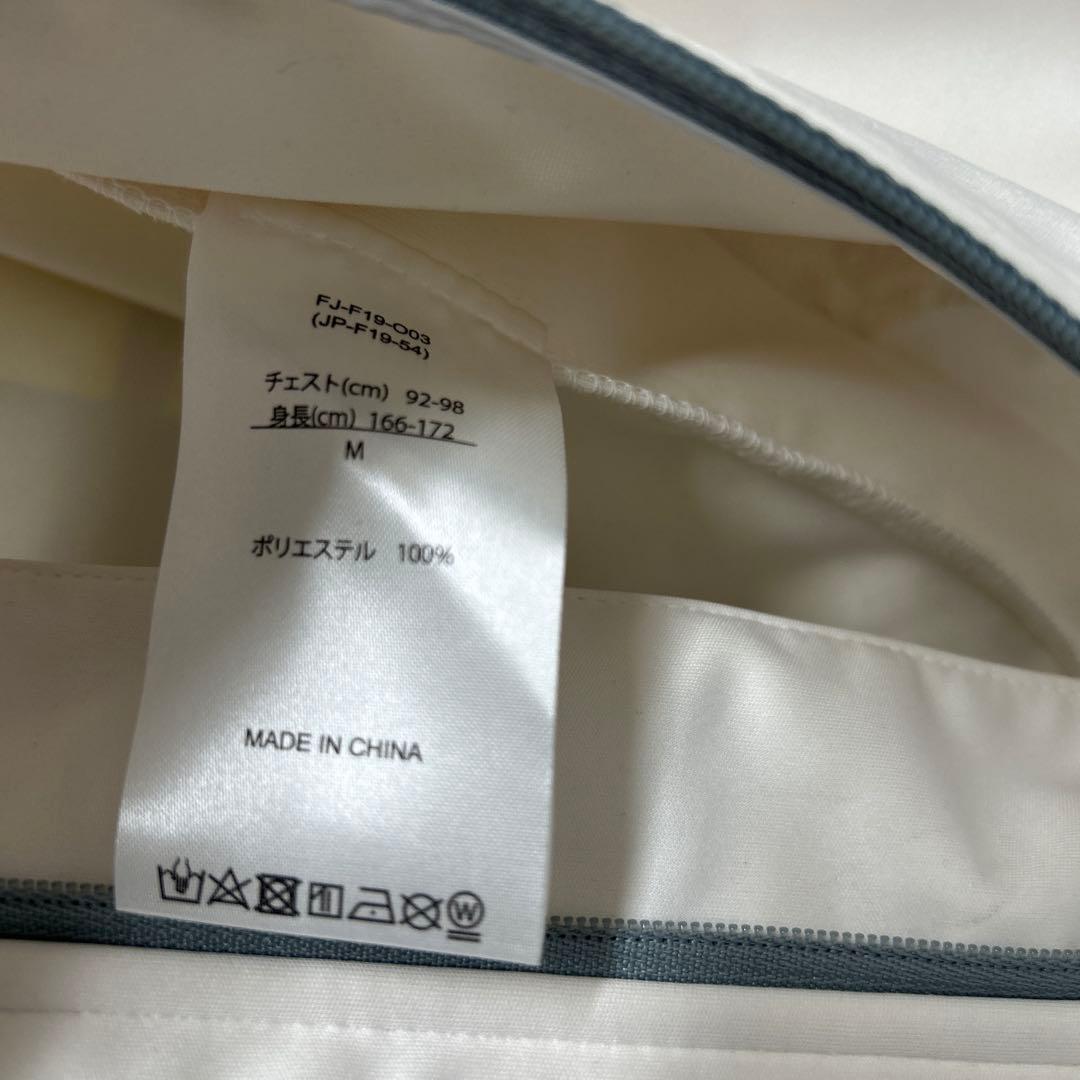 FJ-F19-O03
(JP-F19-54)
チェスト(cm) 92-98
身長(cm) 166-172
M
ポリエステル 100%
MADE IN CHINA
W